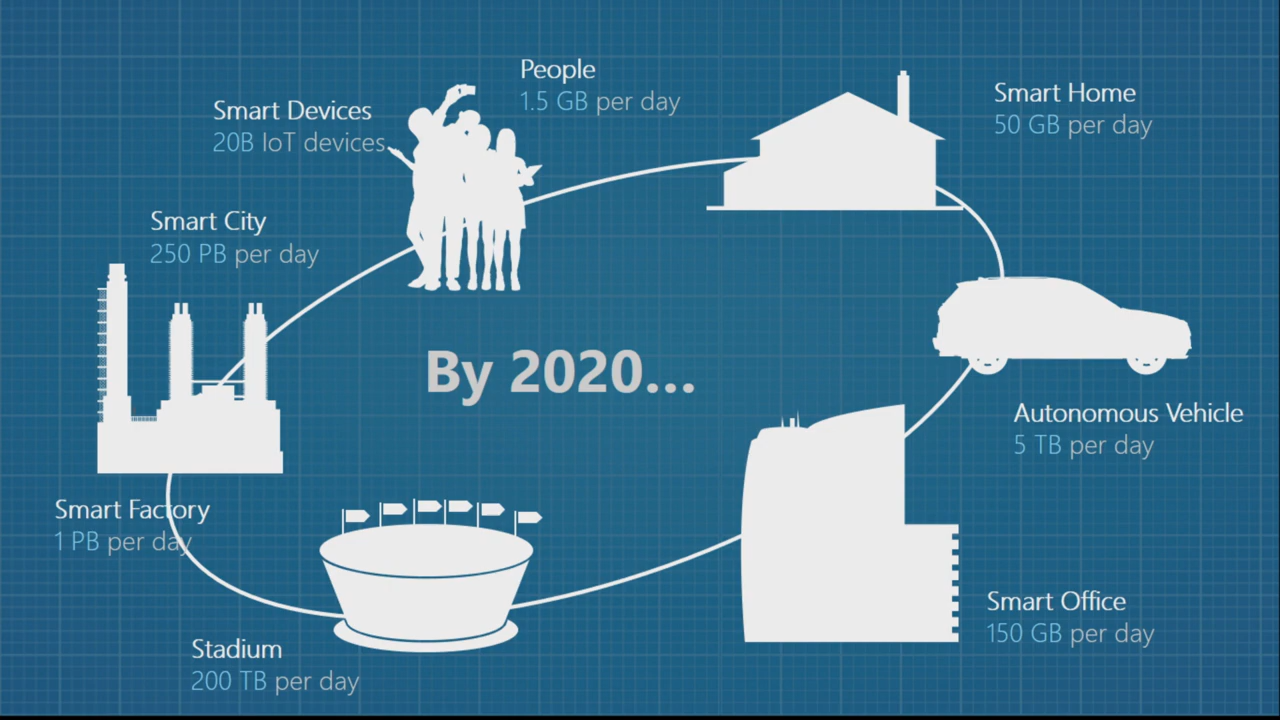 People
1.5 GB per day
Smart Devices
20B IoT devices
Smart Home
50 GB per day
Smart City
250 PB per day
By 2020...
Autonomous Vehicle
5 TB per day
Smart Factory
1 PB per day
Smart Office
150 GB per day
Stadium
200 TB per day